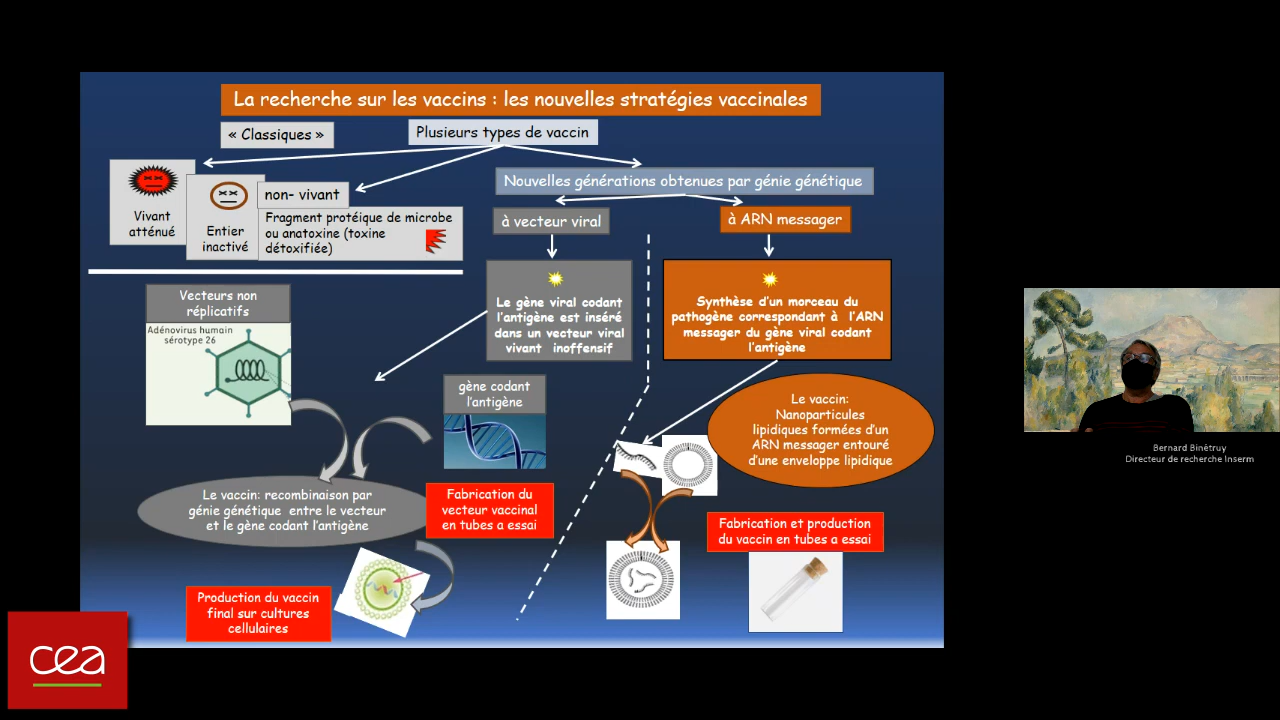 La recherche sur les vaccins : les nouvelles stratégies vaccinales
« Classiques »
Plusieurs types de vaccin
Vivant
atténué
Entier
inactivé
non- vivant
Fragment protéique de microbe
ou anatoxine (toxine
détoxifiée)
Nouvelles générations obtenues par génie génétique
à vecteur viral
à ARN messager
Le gène viral codant
l'antigène est inséré
dans un vecteur viral
vivant inoffensif
Synthèse d'un morceau du
pathogène correspondant à l'ARN
messager du gène viral codant
l'antigène
Vecteurs non
réplicatifs
Adénovirus humain
sérotype 26
gène codant
l'antigène
Le vaccin:
Nanoparticules
lipidiques formées d'un
ARN messager entouré
d'une enveloppe lipidique
Le vaccin: recombinaison par
génie génétique entre le vecteur
et le gène codant l'antigène
Fabrication du
vecteur vaccinal
en tubes a essai
Fabrication et production
du vaccin en tubes a essai
Production du vaccin
final sur cultures
cellulaires
cea
Bernard Binètruy
Directeur de recherche Inserm